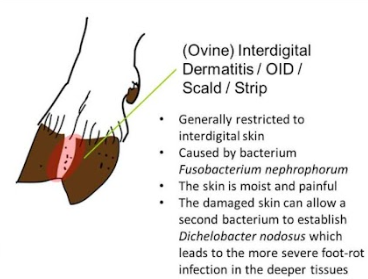 (Ovine) Interdigital
Dermatitis / OID /
Scald / Strip
• Generally restricted to
interdigital skin
• Caused by bacterium
Fusobacterium nephrophorum
• The skin is moist and painful
• The damaged skin can allow a
second bacterium to establish
Dichelobacter nodosus which
leads to the more severe foot-rot
infection in the deeper tissues